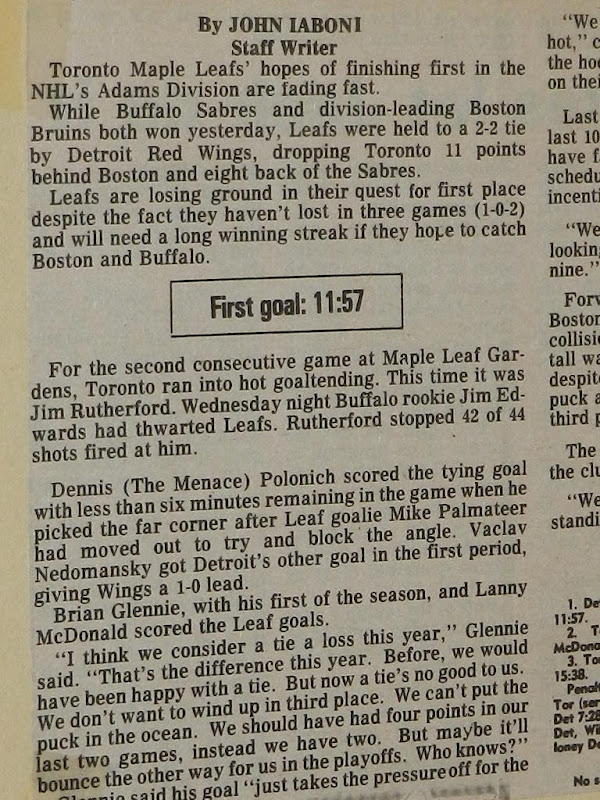 By JOHN IABONI
Staff Writer
Toronto Maple Leafs' hopes of finishing first in the
NHL's Adams Division are fading fast.
While Buffalo Sabres and division-leading Boston
Bruins both won yesterday, Leafs were held to a 2-2 tie
by Detroit Red Wings, dropping Toronto 11 points
behind Boston and eight back of the Sabres.
Leafs are losing ground in their quest for first place
despite the fact they haven't lost in three games (1-0-2)
and will need a long winning streak if they hope to catch
Boston and Buffalo.
First goal: 11:57
For the second consecutive game at Maple Leaf Gar-
dens, Toronto ran into hot goaltending. This time it was
Jim Rutherford. Wednesday night Buffalo rookie Jim Ed-
wards had thwarted Leafs. Rutherford stopped 42 of 44
shots fired at him.
Dennis (The Menace) Polonich scored the tying goal
with less than six minutes remaining in the game when he
picked the far corner after Leaf goalie Mike Palmateer
had moved out to try and block the angle. Vaclav
Nedomansky got Detroit's other goal in the first period,
giving Wings a 1-0 lead.
Brian Glennie, with his first of the season, and Lanny
McDonald scored the Leaf goals.
"I think we consider a tie a loss this year," Glennie
said. "That's the difference this year. Before, we would
have been happy with a tie. But now a tie's no good to us.
We don't want to wind up in third place. We can't put the
puck in the ocean. We should have had four points in our
last two games, instead we have two. But maybe it'll
bounce the other way for us in the playoffs. Who knows?"
Glennie said his goal "just takes the pressure off for the
"We
hot," c
the ho
on thei
Last
last 10
have f
schedu
incenti
"We
looking
nine."
Forw
Boston
collisio
tall wa
despite
puck a
third p
The
the clu
"We
standi
1. De
11:57.
2. T
McDona
3. To
15:38.
Penal
Tor (ser
Det 7:28
Det, Wil
loney De
No s